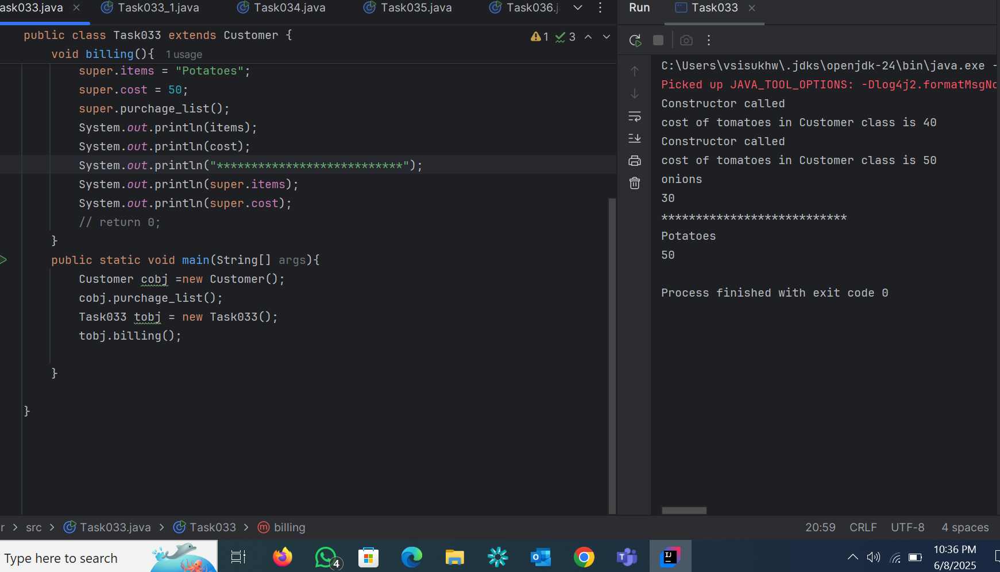 ask033.java Task033_1.java Task034.java Task035.java Task036.j
public class Task033 extends Customer {
1 3
void billing(){ 1 usage
super.items = "Potatoes";
super.cost = 50;
super.purchage_list();
System.out.println(items);
System.out.println(cost);
System.out.println("***************************");
System.out.println(super.items);
System.out.println(super.cost);
// return 0;
}
public static void main(String[] args){
Customer cobj =new Customer();
cobj.purchage_list();
Task033 tobj = new Task033();
tobj.billing();
}
}
Run Task033
C:\Users\vsisukhw\.jdks\openjdk-24\bin\java.exe -
Picked up JAVA_TOOL_OPTIONS: -Dlog4j2.formatMsgNo
Constructor called
cost of tomatoes in Customer class is 40
Constructor called
cost of tomatoes in Customer class is 50
onions
30
***************************
Potatoes
50
Process finished with exit code 0
r > src > Task033.java > Task033 > m billing
20:59 CRLF UTF-8 4 spaces
Type here to search
4
10:36 PM
6/8/2025